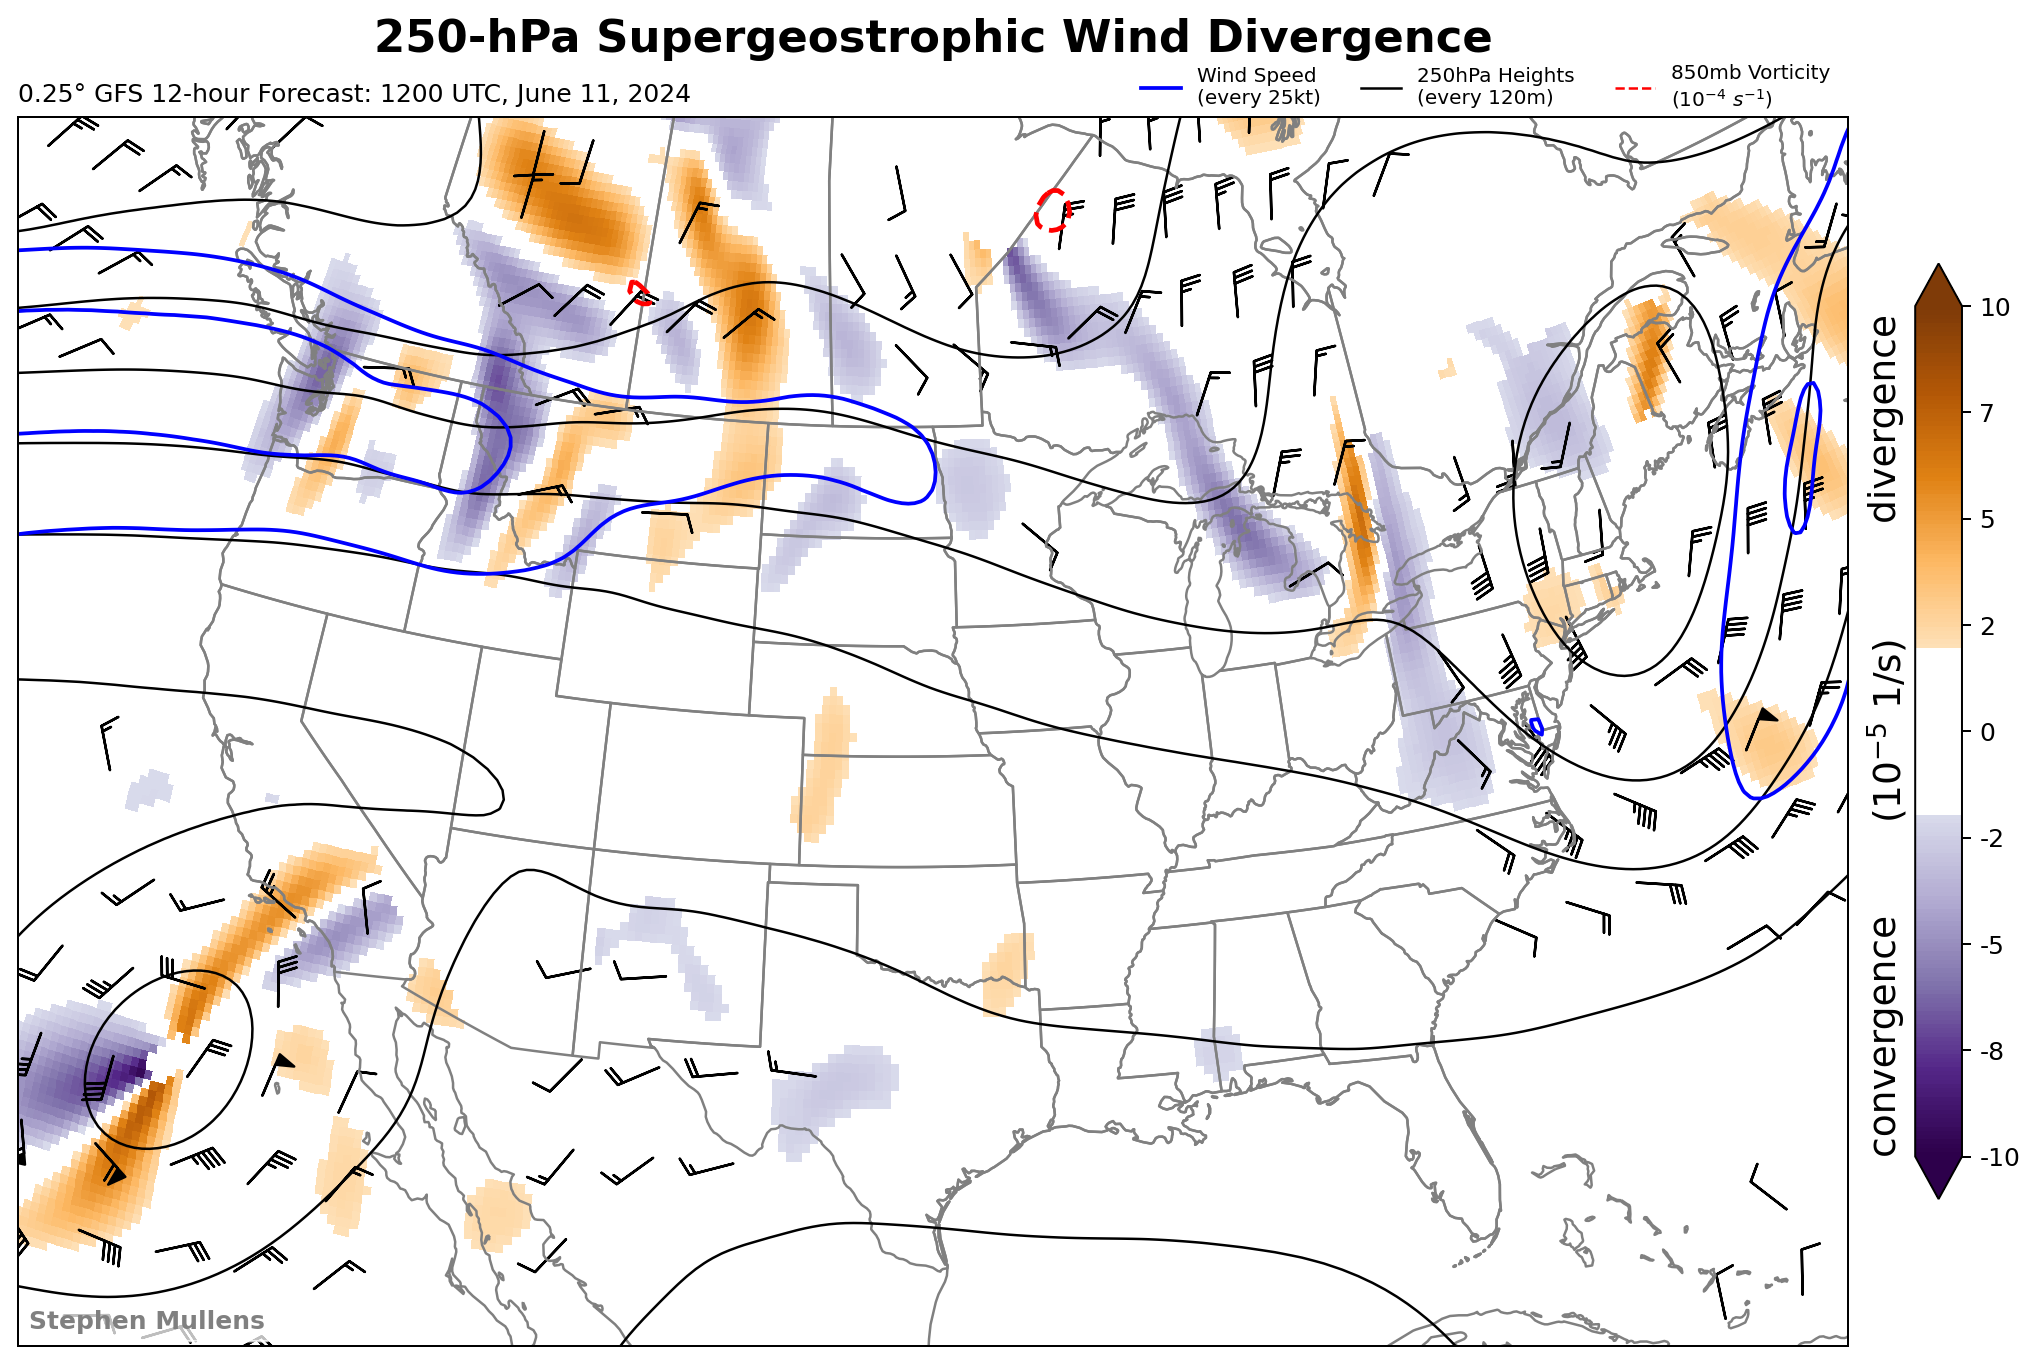 250-hPa Supergeostrophic Wind Divergence
0.25° GFS 12-hour Forecast: 1200 UTC, June 11, 2024
Wind Speed
(every 25kt)
250hPa Heights
(every 120m)
850mb Vorticity
(10⁻⁴ s⁻¹)
10
7
5
2
0
-2
-5
-8
-10
convergence (10⁻⁵ 1/s) divergence
Stephen Mullens